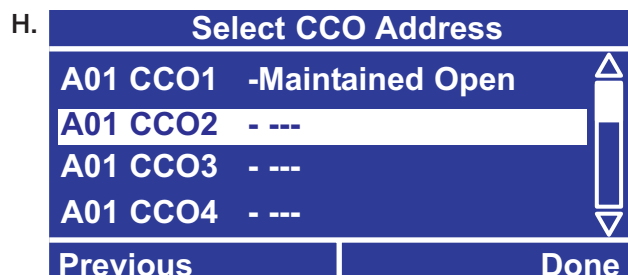 H.
Select CCO Address
A01 CCO1 -Maintained Open
A01 CCO2 - ---
A01 CCO3 - ---
A01 CCO4 - ---
Previous Done